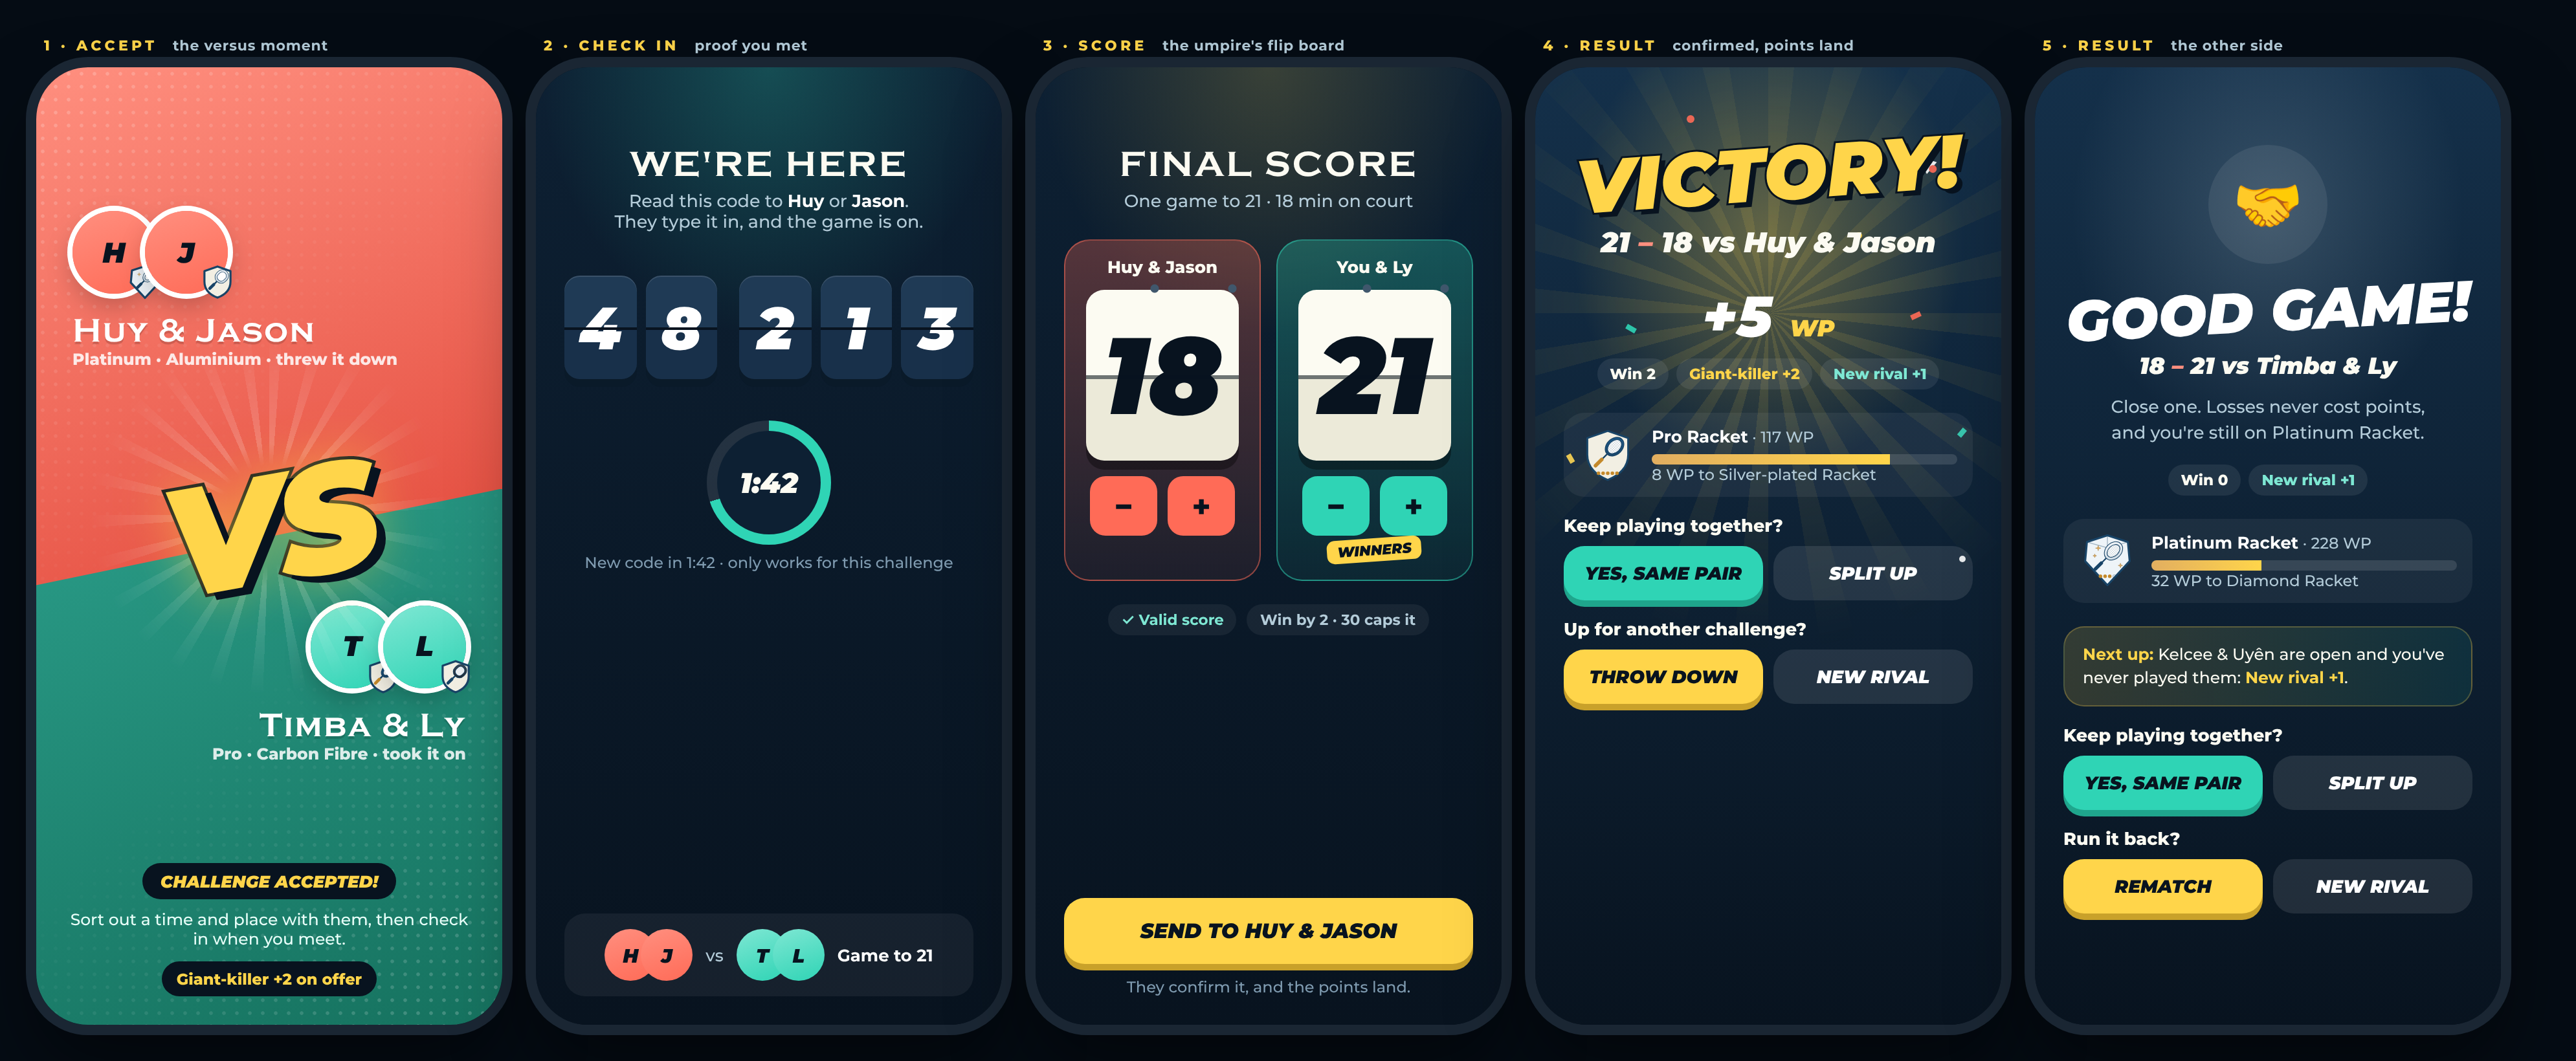 1 · ACCEPT the versus moment
H J
HUY & JASON
Platinum · Aluminium · threw it down
VS
T L
TIMBA & LY
Pro · Carbon Fibre · took it on
CHALLENGE ACCEPTED!
Sort out a time and place with them, then check
in when you meet.
Giant-killer +2 on offer
2 · CHECK IN proof you met
WE'RE HERE
Read this code to Huy or Jason.
They type it in, and the game is on.
4 8 2 1 3
1:42
New code in 1:42 · only works for this challenge
H J vs T L Game to 21
3 · SCORE the umpire's flip board
FINAL SCORE
One game to 21 · 18 min on court
Huy & Jason
18
− +
You & Ly
21
− +
WINNERS
✓ Valid score
Win by 2 · 30 caps it
SEND TO HUY & JASON
They confirm it, and the points land.
4 · RESULT confirmed, points land
VICTORY!
21 – 18 vs Huy & Jason
+5 WP
Win 2
Giant-killer +2
New rival +1
Pro Racket · 117 WP
8 WP to Silver-plated Racket
Keep playing together?
YES, SAME PAIR
SPLIT UP
Up for another challenge?
THROW DOWN
NEW RIVAL
5 · RESULT the other side
GOOD GAME!
18 – 21 vs Timba & Ly
Close one. Losses never cost points,
and you're still on Platinum Racket.
Win 0
New rival +1
Platinum Racket · 228 WP
32 WP to Diamond Racket
Next up: Kelcee & Uyên are open and you've
never played them: New rival +1.
Keep playing together?
YES, SAME PAIR
SPLIT UP
Run it back?
REMATCH
NEW RIVAL